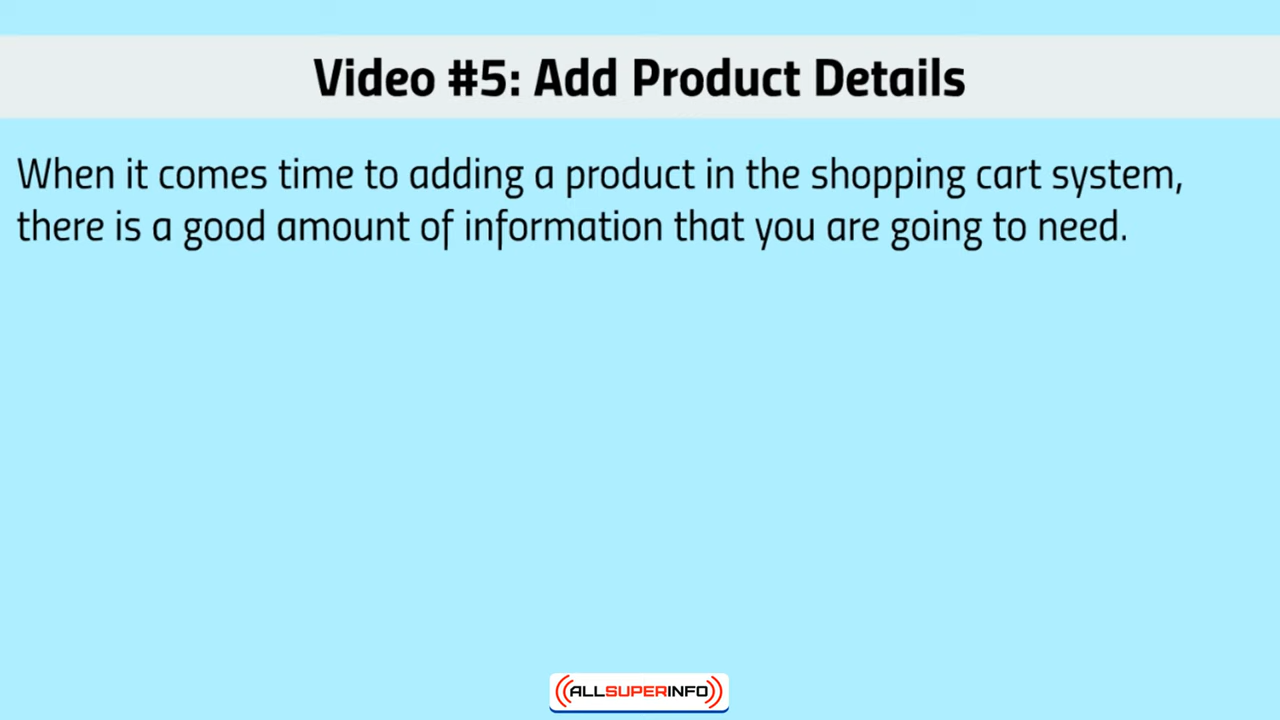 Video #5: Add Product Details
When it comes time to adding a product in the shopping cart system,
there is a good amount of information that you are going to need.
ALLSUPERINFO